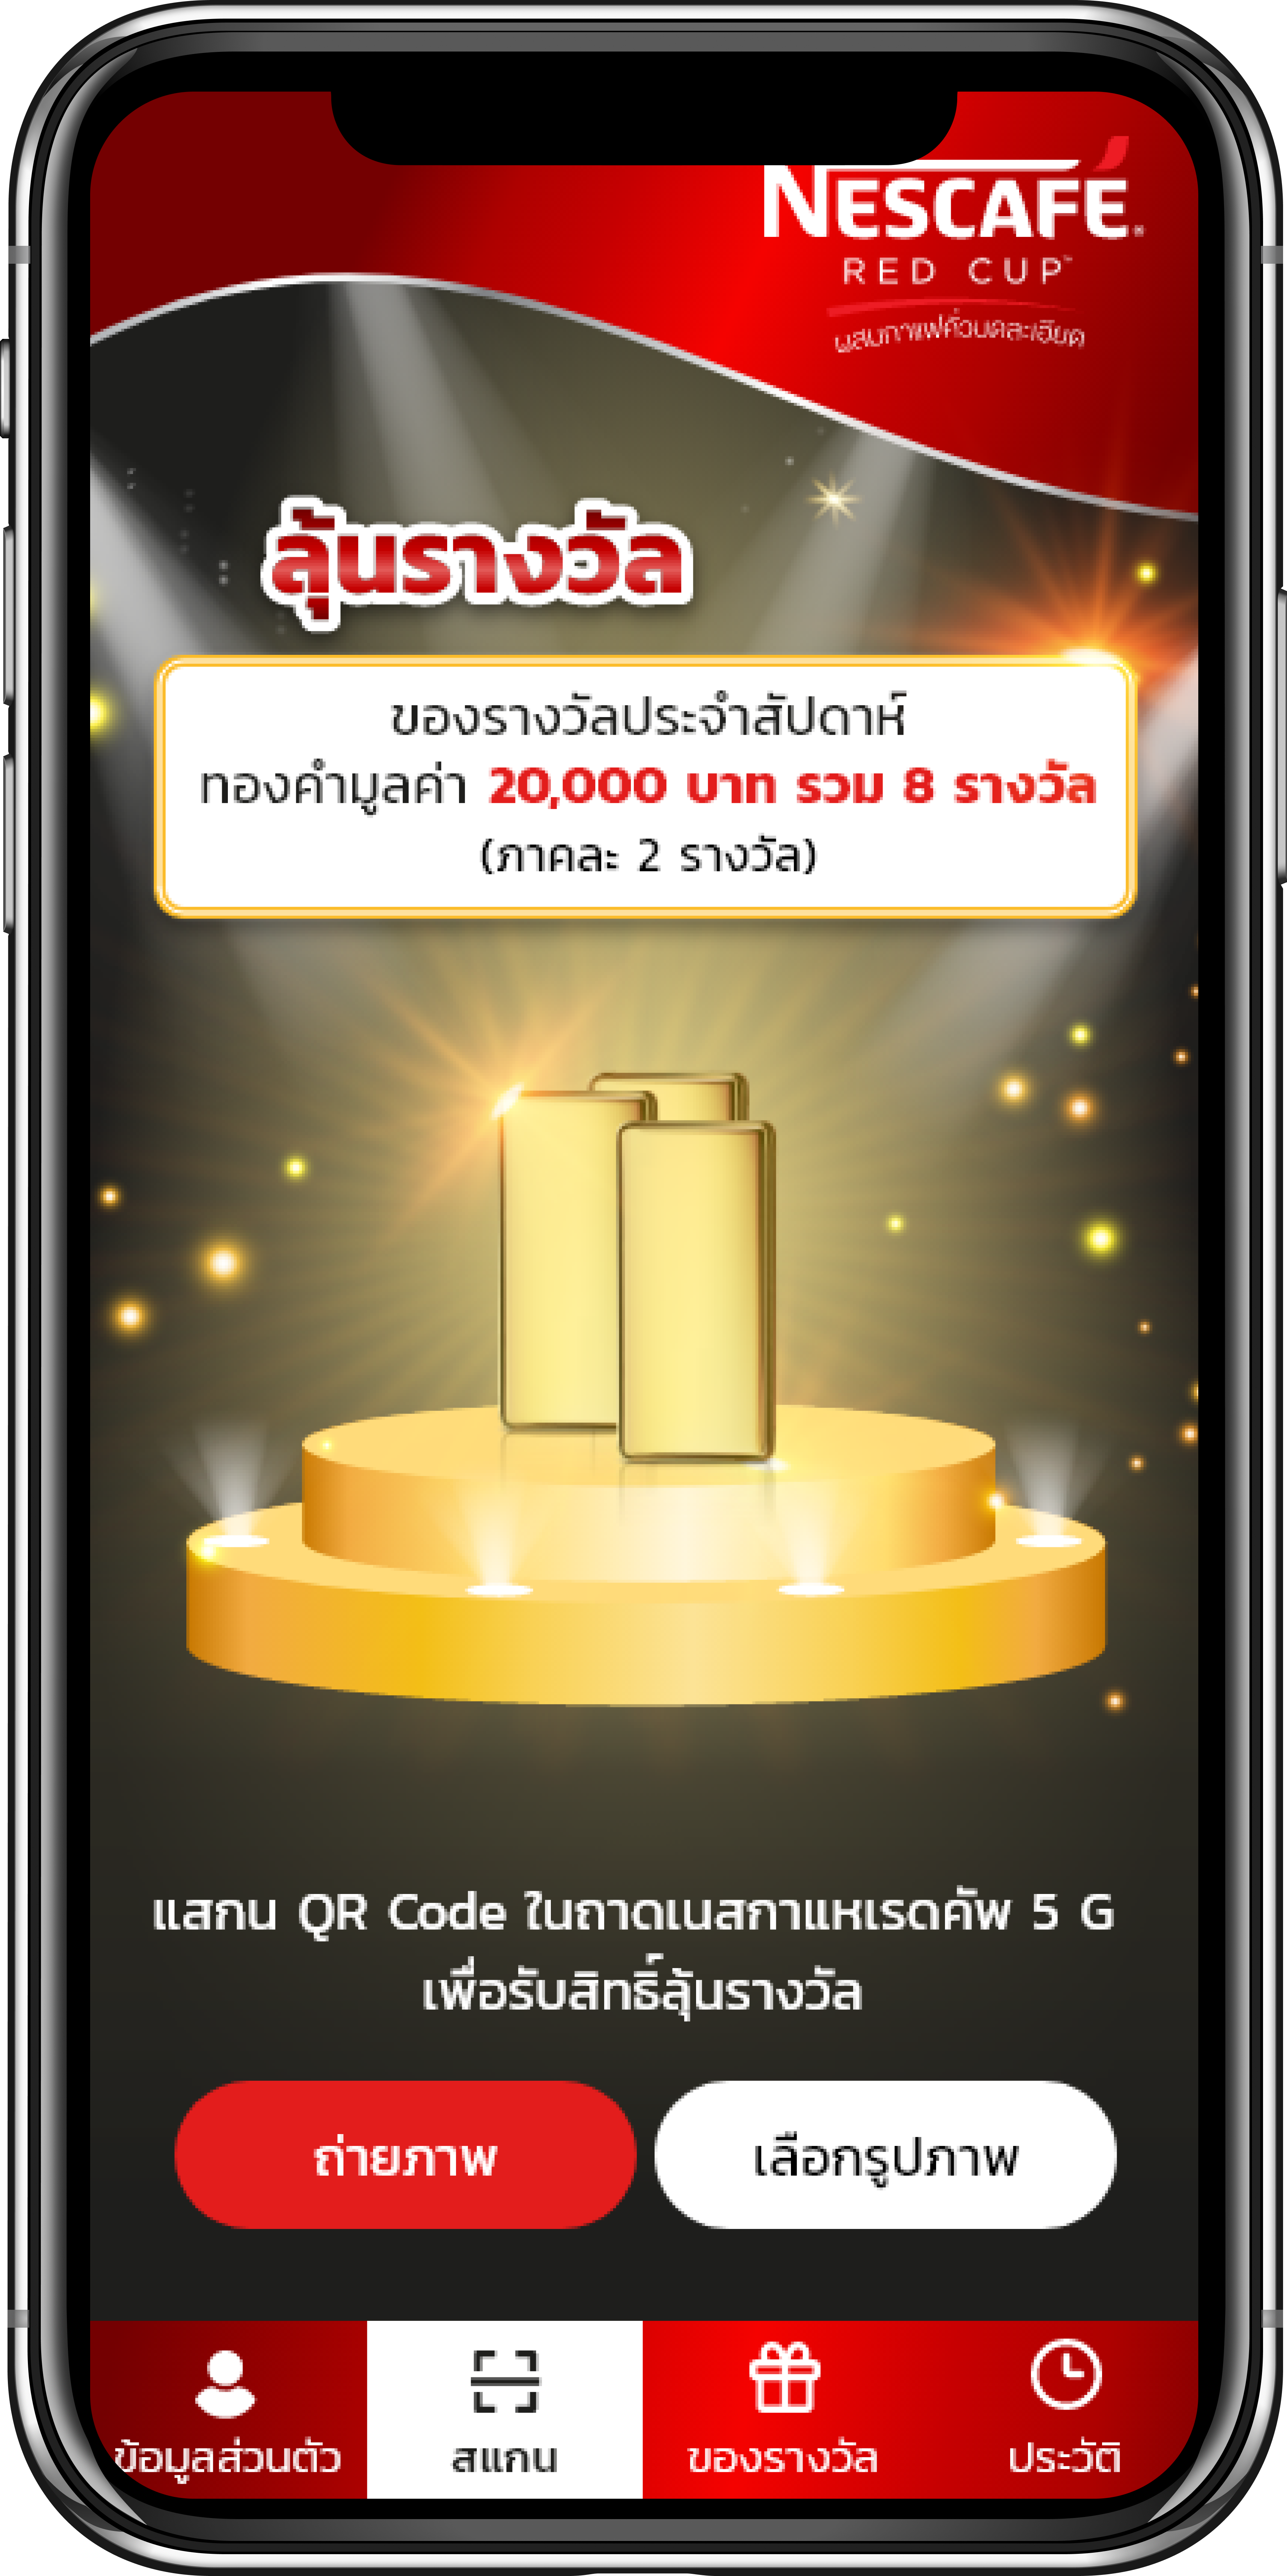 NESCAFÉ
RED CUP™
ผสมกาแฟคั่วบดละเอียด
ลุ้นรางวัล
ของรางวัลประจำสัปดาห์
ทองคำมูลค่า 20,000 บาท รวม 8 รางวัล
(ภาคละ 2 รางวัล)
แสกน QR Code ในถาดเนสกาแหเรดคัพ 5 G
เพื่อรับสิทธิ์ลุ้นรางวัล
ถ่ายภาพ
เลือกรูปภาพ
ข้อมูลส่วนตัว
สแกน
ของรางวัล
ประวัติ